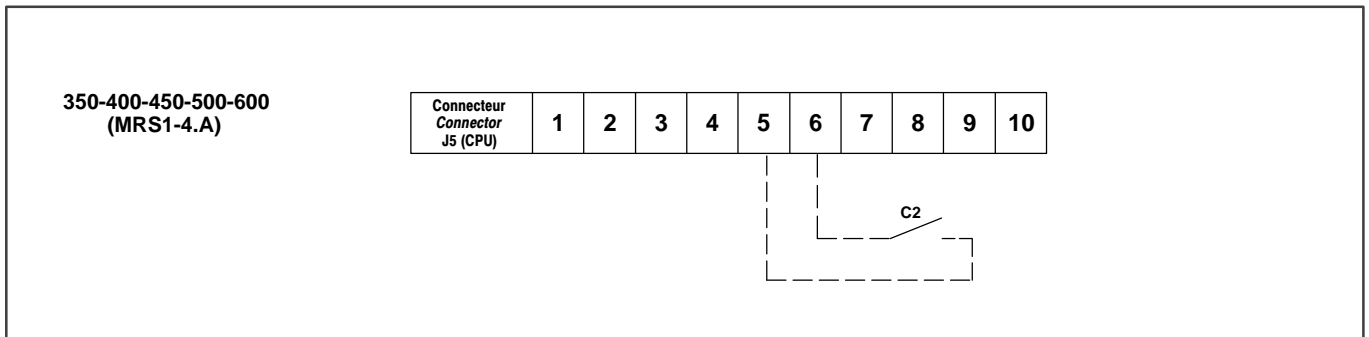 350-400-450-500-600
(MRS1-4.A)
Connecteur
Connector
J5 (CPU)
1 2 3 4 5 6 7 8 9 10
C2